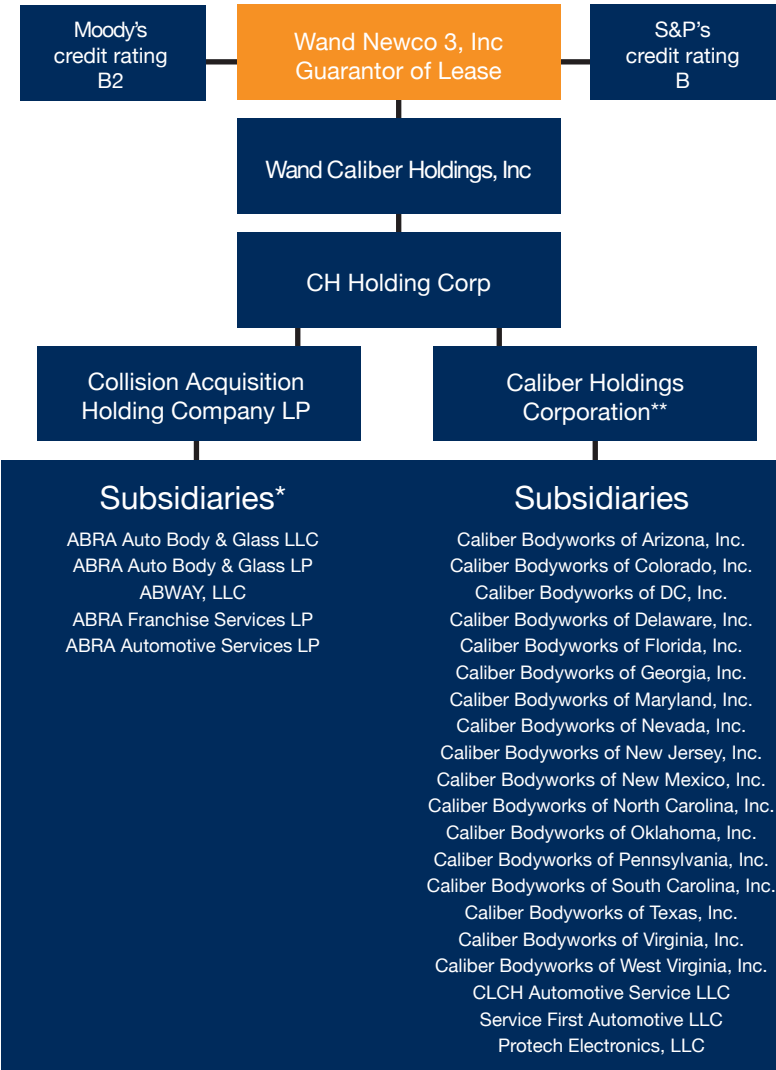 Moody's
credit rating
B2
Wand Newco 3, Inc
Guarantor of Lease
S&P's
credit rating
B
Wand Caliber Holdings, Inc
CH Holding Corp
Collision Acquisition
Holding Company LP
Caliber Holdings
Corporation**
Subsidiaries*
ABRA Auto Body & Glass LLC
ABRA Auto Body & Glass LP
ABWAY, LLC
ABRA Franchise Services LP
ABRA Automotive Services LP
Subsidiaries
Caliber Bodyworks of Arizona, Inc.
Caliber Bodyworks of Colorado, Inc.
Caliber Bodyworks of DC, Inc.
Caliber Bodyworks of Delaware, Inc.
Caliber Bodyworks of Florida, Inc.
Caliber Bodyworks of Georgia, Inc.
Caliber Bodyworks of Maryland, Inc.
Caliber Bodyworks of Nevada, Inc.
Caliber Bodyworks of New Jersey, Inc.
Caliber Bodyworks of New Mexico, Inc.
Caliber Bodyworks of North Carolina, Inc.
Caliber Bodyworks of Oklahoma, Inc.
Caliber Bodyworks of Pennsylvania, Inc.
Caliber Bodyworks of South Carolina, Inc.
Caliber Bodyworks of Texas, Inc.
Caliber Bodyworks of Virginia, Inc.
Caliber Bodyworks of West Virginia, Inc.
CLCH Automotive Service LLC
Service First Automotive LLC
Protech Electronics, LLC